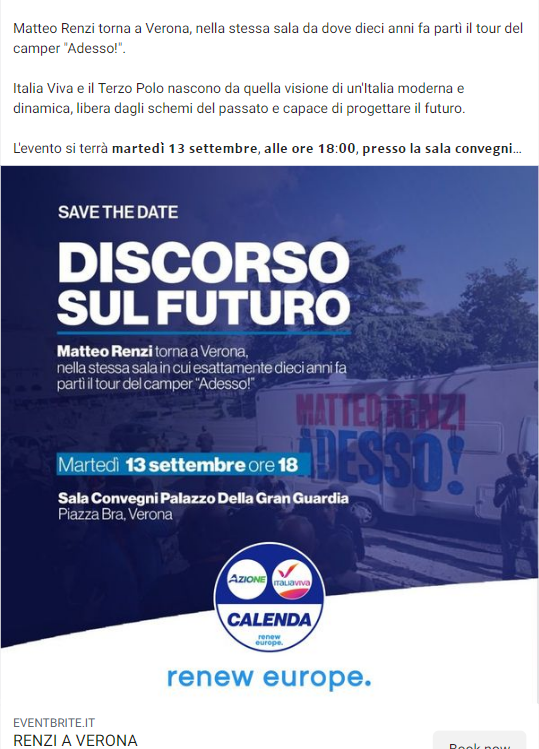 Matteo Renzi torna a Verona, nella stessa sala da dove dieci anni fa partì il tour del
camper "Adesso!".
Italia Viva e il Terzo Polo nascono da quella visione di un'Italia moderna e
dinamica, libera dagli schemi del passato e capace di progettare il futuro.
L'evento si terrà martedì 13 settembre, alle ore 18:00, presso la sala convegni...
SAVE THE DATE
DISCORSO
SUL FUTURO
Matteo Renzi torna a Verona,
nella stessa sala in cui esattamente dieci anni fa
partì il tour del camper “Adesso!”
MATTEO RENZI
ADESSO!
Martedì 13 settembre ore 18
Sala Convegni Palazzo Della Gran Guardia
Piazza Bra, Verona
AZIONE
ITALIAVIVA
CALENDA
renew
europe.
renew europe.
EVENTBRITE.IT
RENZI A VERONA
Book now